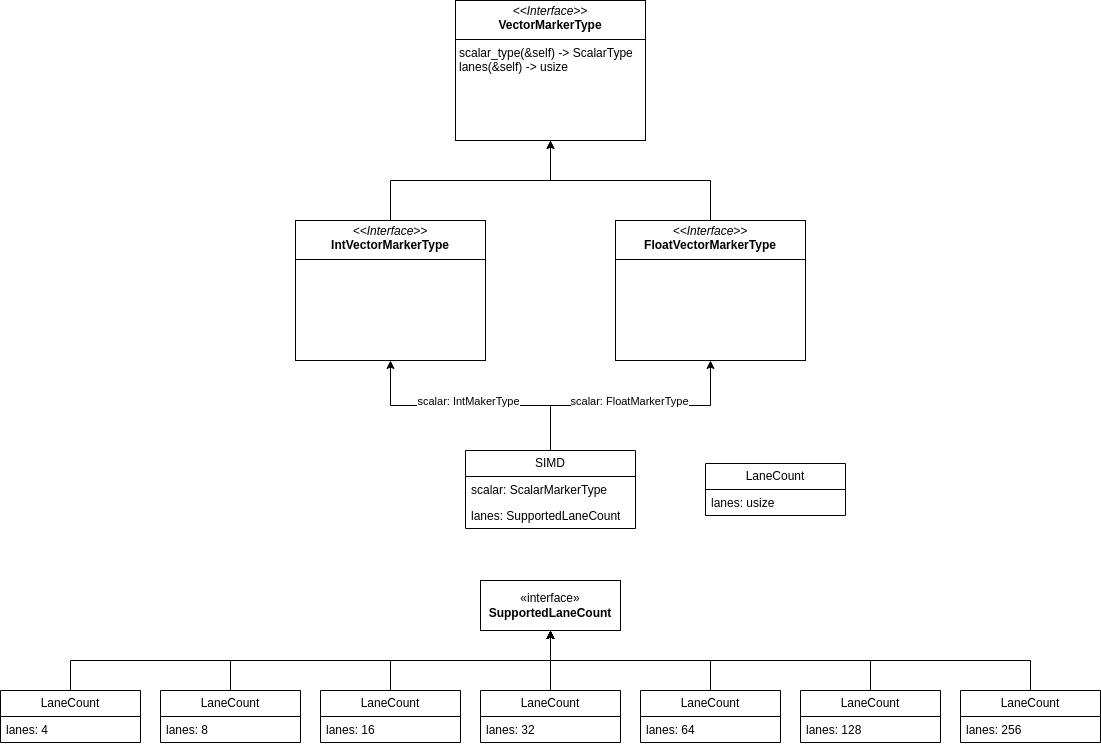 <<Interface>>
VectorMarkerType
scalar_type(&self) -> ScalarType
lanes(&self) -> usize
<<Interface>>
IntVectorMarkerType
<<Interface>>
FloatVectorMarkerType
scalar: IntMakerType
scalar: FloatMarkerType
SIMD
scalar: ScalarMarkerType
lanes: SupportedLaneCount
LaneCount
lanes: usize
«interface»
SupportedLaneCount
LaneCount
lanes: 4
LaneCount
lanes: 8
LaneCount
lanes: 16
LaneCount
lanes: 32
LaneCount
lanes: 64
LaneCount
lanes: 128
LaneCount
lanes: 256